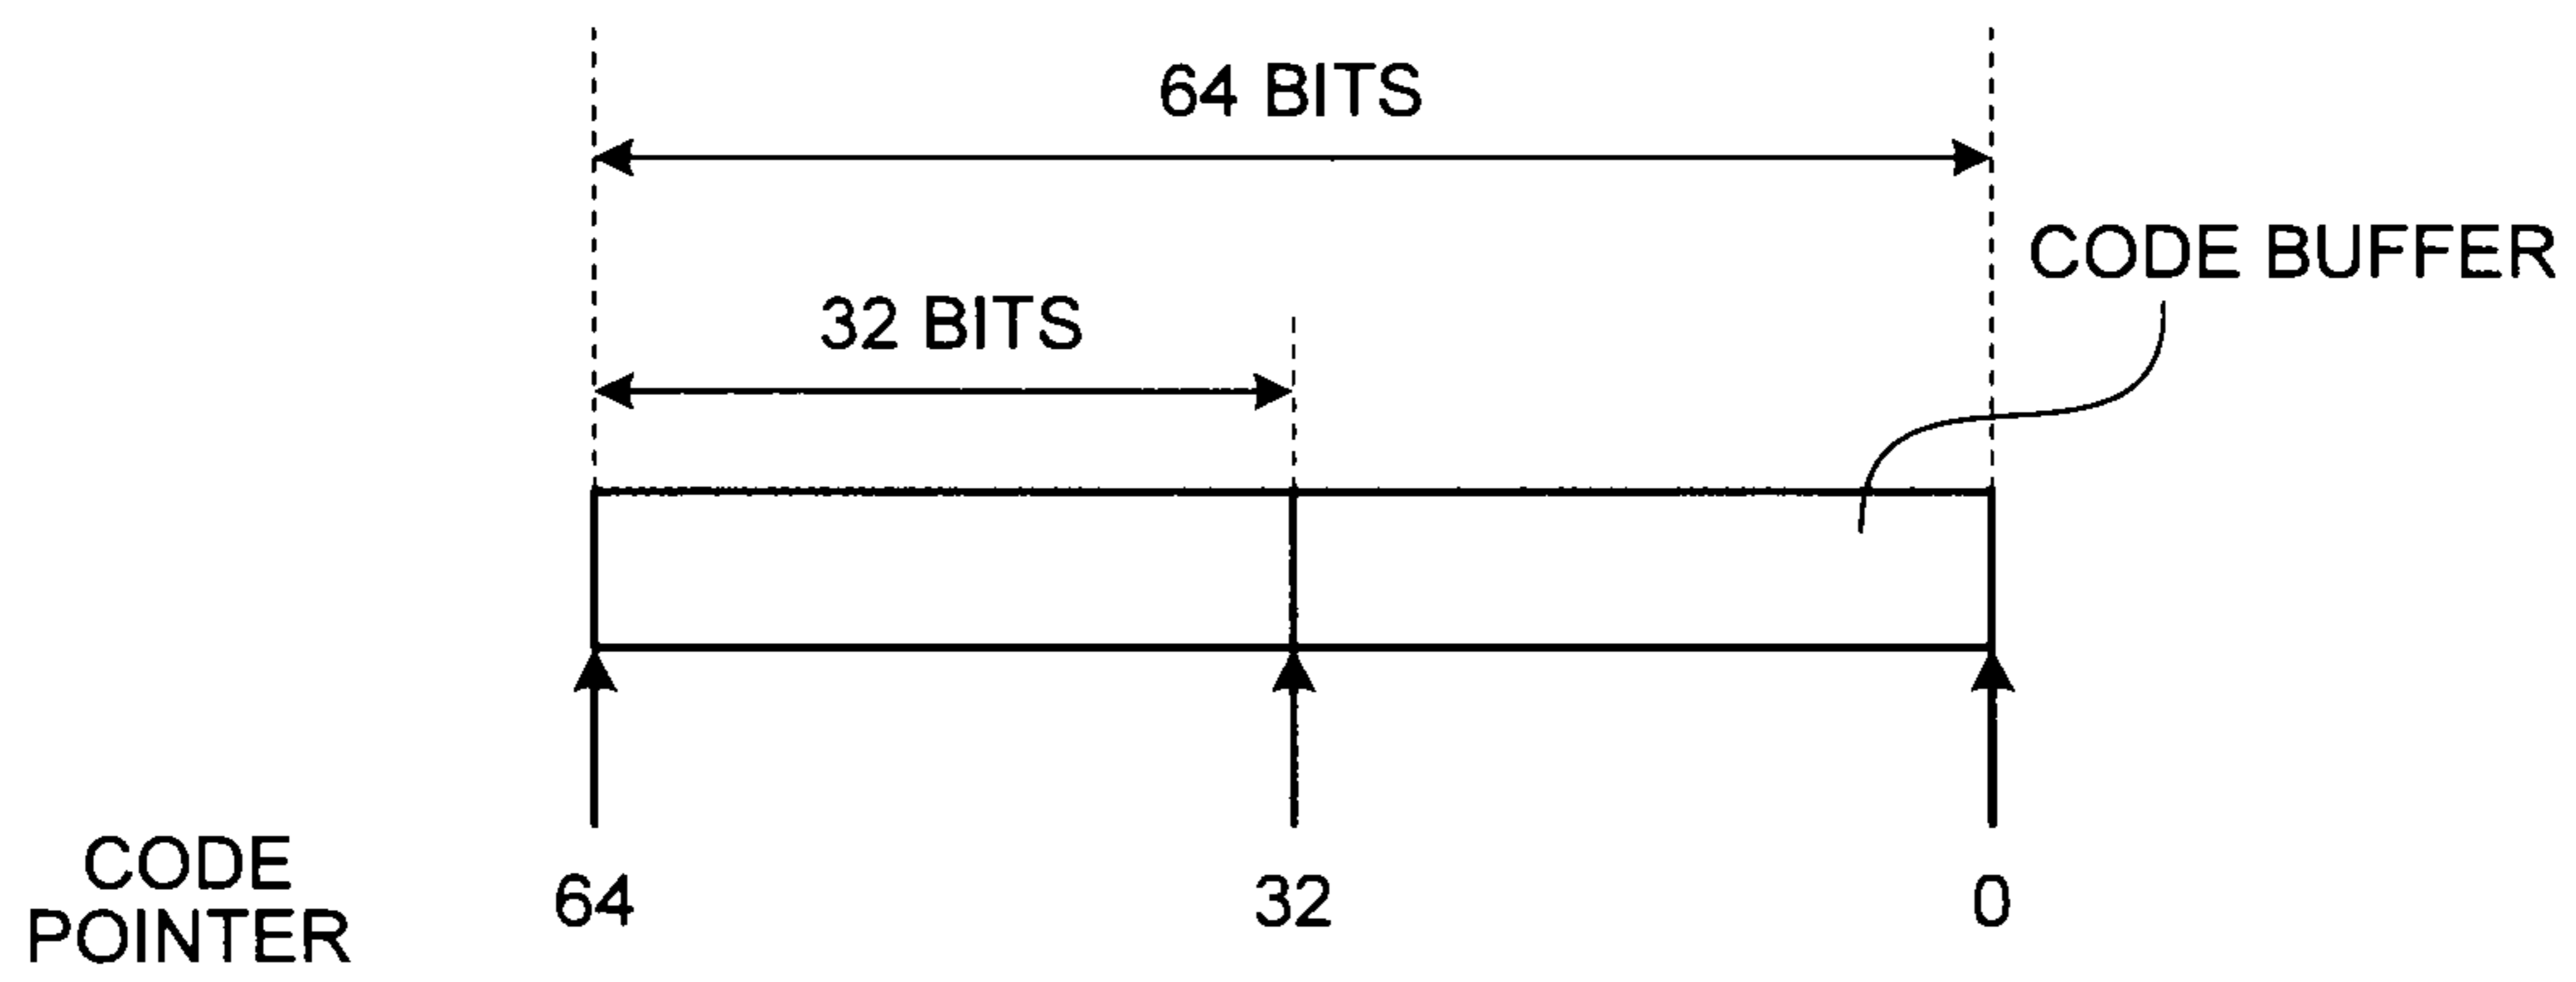 64 BITS
CODE BUFFER
32 BITS
CODE
POINTER
64
32
0